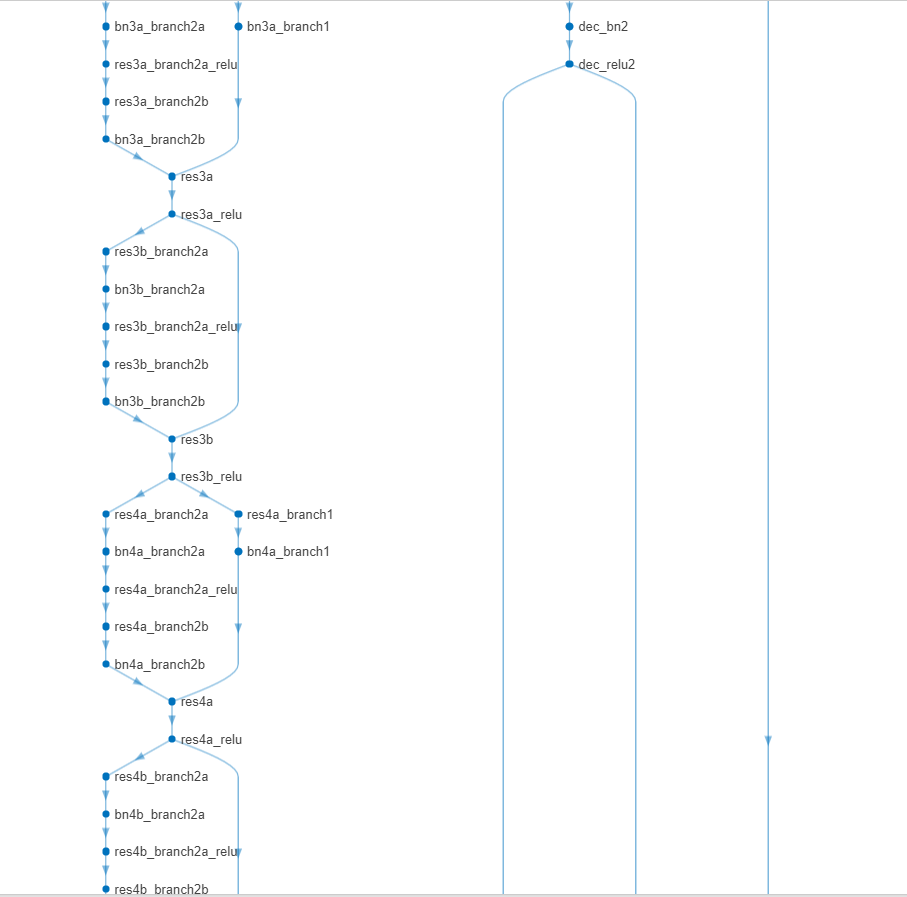 bn3a_branch2a
bn3a_branch1
dec_bn2
res3a_branch2a_relu
dec_relu2
res3a_branch2b
bn3a_branch2b
res3a
res3a_relu
res3b_branch2a
bn3b_branch2a
res3b_branch2a_relu
res3b_branch2b
bn3b_branch2b
res3b
res3b_relu
res4a_branch2a
res4a_branch1
bn4a_branch2a
bn4a_branch1
res4a_branch2a_relu
res4a_branch2b
bn4a_branch2b
res4a
res4a_relu
res4b_branch2a
bn4b_branch2a
res4b_branch2a_relu
res4b_branch2b